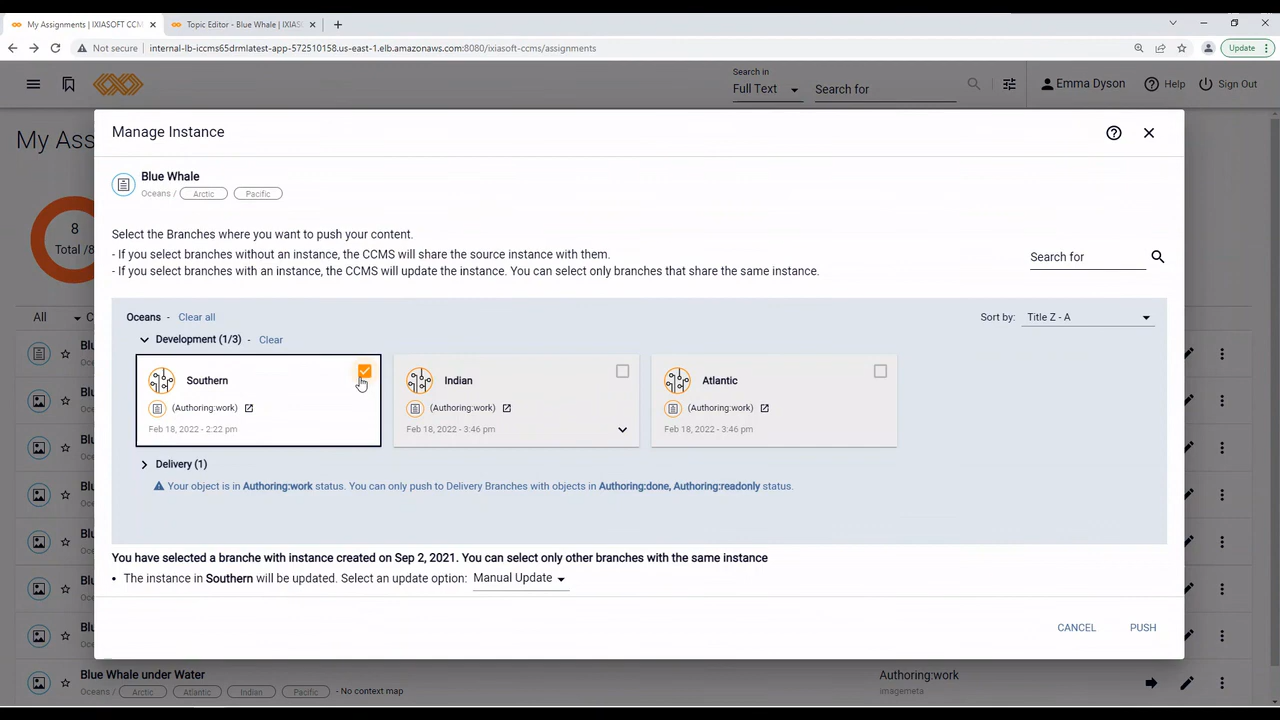 My Assignments | IXIASOFT CCM
Topic Editor - Blue Whale | IXIAS
Not secure
internal-lb-iccms65drmlatest-app-572510158.us-east-1.elb.amazonaws.com:8080/ixiasoft-ccms/assignments
Update
Search in
Full Text
Search for
Emma Dyson
Help
Sign Out
My Ass
8
Total /8
All
C
Manage Instance
Blue Whale
Oceans / Arctic Pacific
Select the Branches where you want to push your content.
- If you select branches without an instance, the CCMS will share the source instance with them.
- If you select branches with an instance, the CCMS will update the instance. You can select only branches that share the same instance.
Search for
Oceans - Clear all
Sort by: Title Z - A
Development (1/3) - Clear
Southern
(Authoring:work)
Feb 18, 2022 - 2:22 pm
Indian
(Authoring:work)
Feb 18, 2022 - 3:46 pm
Atlantic
(Authoring:work)
Feb 18, 2022 - 3:46 pm
Delivery (1)
Your object is in Authoring:work status. You can only push to Delivery Branches with objects in Authoring:done, Authoring:readonly status.
You have selected a branche with instance created on Sep 2, 2021. You can select only other branches with the same instance
• The instance in Southern will be updated. Select an update option: Manual Update
CANCEL
PUSH
Blue Whale under Water
Oceans / Arctic Atlantic Indian Pacific - No context map
Authoring:work
imagemeta